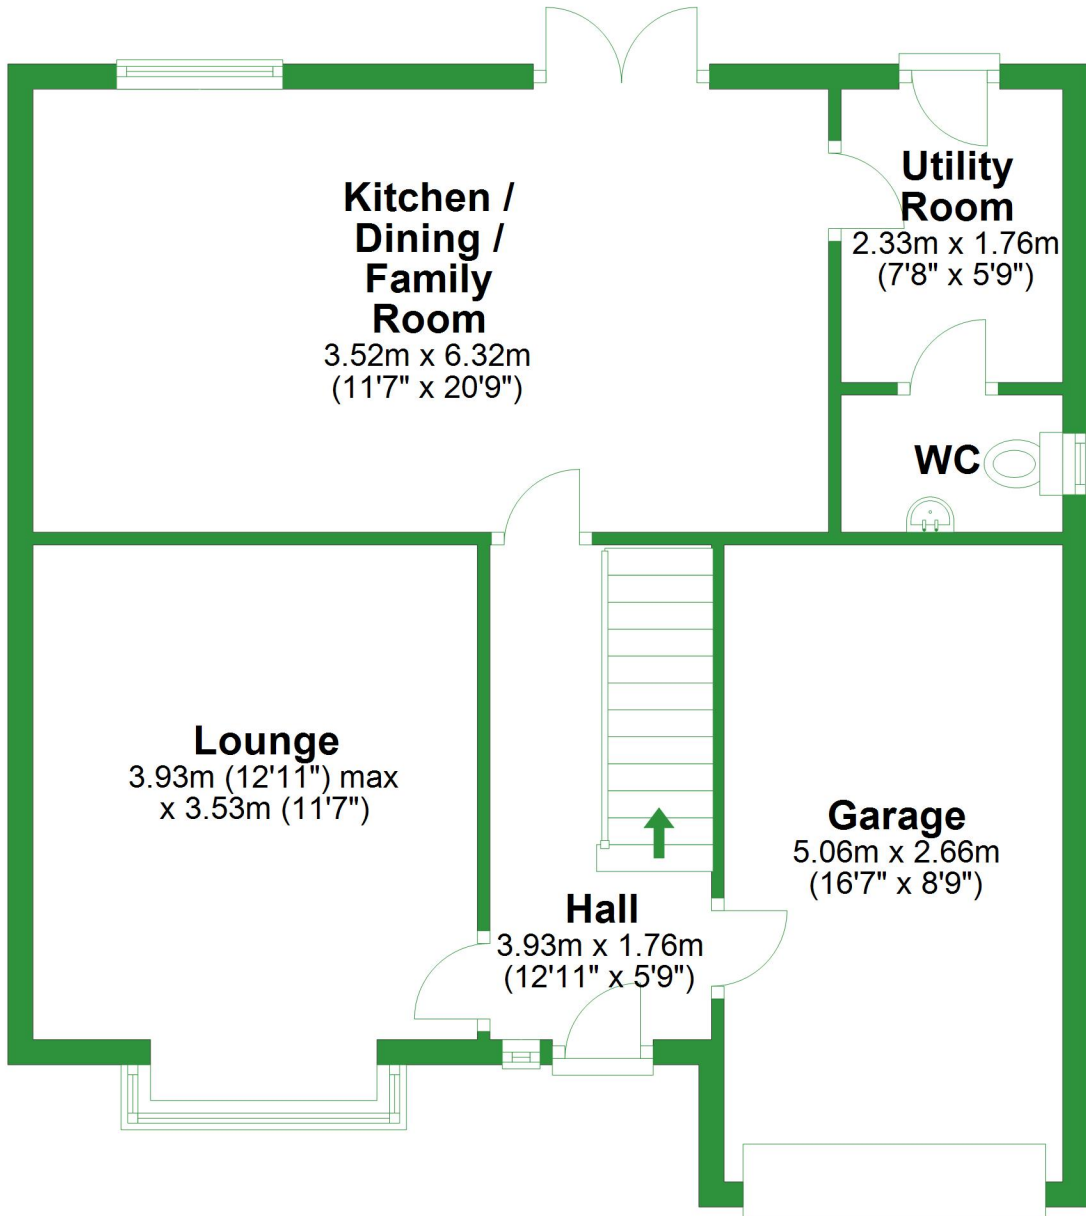 Kitchen /
Dining /
Family
Room
3.52m x 6.32m
(11'7" x 20'9")
Utility
Room
2.33m x 1.76m
(7'8" x 5'9")
WC
Lounge
3.93m (12'11") max
x 3.53m (11'7")
Garage
5.06m x 2.66m
(16'7" x 8'9")
Hall
3.93m x 1.76m
(12'11" x 5'9")